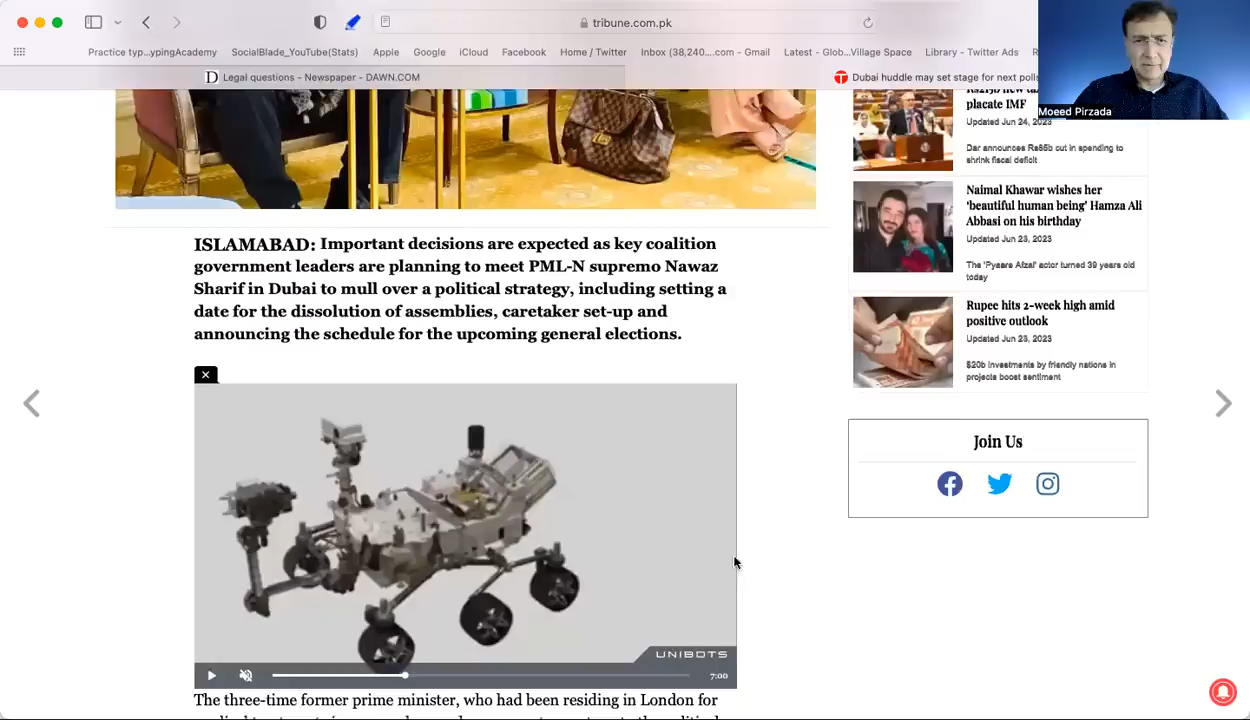 tribune.com.pk
Practice typ...ypingAcademy
SocialBlade_YouTube(Stats)
Apple
Google
iCloud
Facebook
Home / Twitter
Inbox (38,240....com - Gmail
Latest - Glob...Village Space
Library - Twitter Ads
D Legal questions - Newspaper - DAWN.COM
Dubai huddle may set stage for next polls
Moeed Pirzada
placate IMF
Updated Jun 24, 2023
Dar announces Rs85b cut in spending to
shrink fiscal deficit
Naimal Khawar wishes her
'beautiful human being' Hamza Ali
Abbasi on his birthday
Updated Jun 23, 2023
The 'Pyaare Afzal' actor turned 39 years old
today
Rupee hits 2-week high amid
positive outlook
Updated Jun 23, 2023
$20b investments by friendly nations in
projects boost sentiment
Join Us
ISLAMABAD: Important decisions are expected as key coalition
government leaders are planning to meet PML-N supremo Nawaz
Sharif in Dubai to mull over a political strategy, including setting a
date for the dissolution of assemblies, caretaker set-up and
announcing the schedule for the upcoming general elections.
UNIBOTS
7:00
The three-time former prime minister, who had been residing in London for